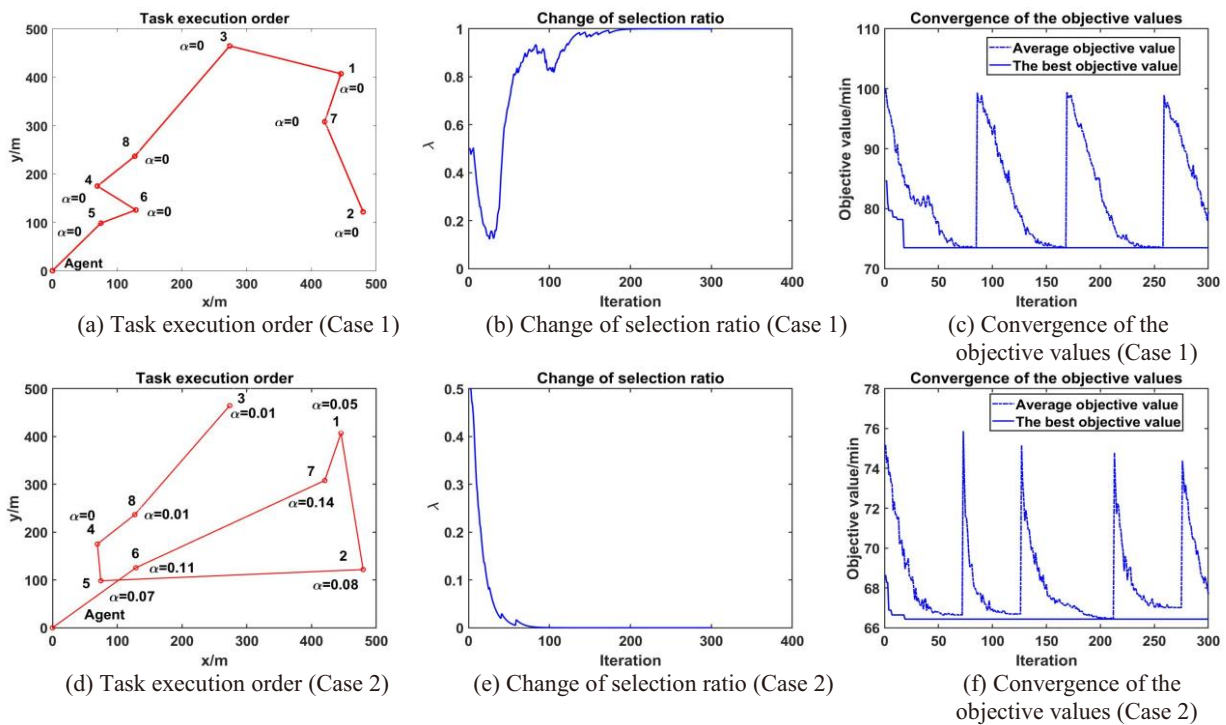 Task execution order
500
400
300
200
100
0
y/m
0
100
200
300
400
500
x/m
Agent
5
α=0
6
α=0
4
α=0
8
α=0
3
α=0
1
α=0
7
α=0
2
α=0
(a) Task execution order (Case 1)
Change of selection ratio
1
0.8
0.6
0.4
0.2
0
λ
0
100
200
300
400
Iteration
(b) Change of selection ratio (Case 1)
Convergence of the objective values
110
100
90
80
70
Objective value/min
Average objective value
The best objective value
0
50
100
150
200
250
300
Iteration
(c) Convergence of the
objective values (Case 1)
Task execution order
500
400
300
200
100
0
y/m
0
100
200
300
400
500
x/m
Agent
6
α=0.11
7
α=0.14
1
α=0.05
2
α=0.08
5
α=0.07
4
α=0
8
α=0.01
3
α=0.01
(d) Task execution order (Case 2)
Change of selection ratio
0.5
0.4
0.3
0.2
0.1
0
λ
0
100
200
300
400
Iteration
(e) Change of selection ratio (Case 2)
Convergence of the objective values
78
76
74
72
70
68
66
Objective value/min
Average objective value
The best objective value
0
50
100
150
200
250
300
Iteration
(f) Convergence of the
objective values (Case 2)